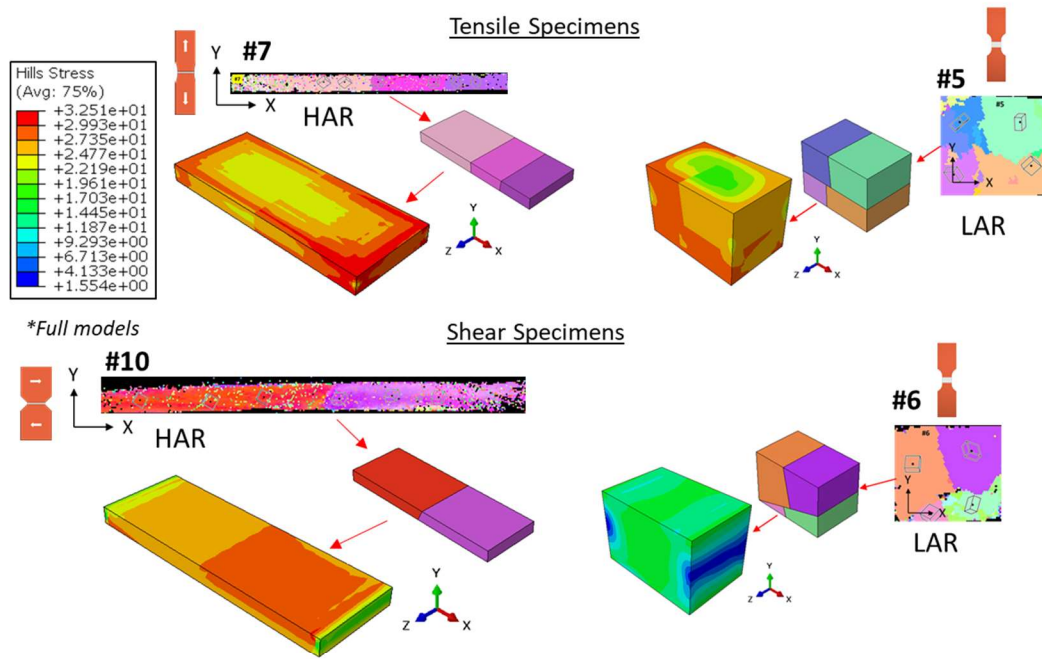 Tensile Specimens
Hills Stress
(Avg: 75%)
+3.251e+01
+2.993e+01
+2.735e+01
+2.477e+01
+2.219e+01
+1.961e+01
+1.703e+01
+1.445e+01
+1.187e+01
+9.293e+00
+6.713e+00
+4.133e+00
+1.554e+00
Y
X
#7
#7
HAR
Y
Z
X
#5
#5
Y
X
LAR
Y
Z
X
*Full models
Shear Specimens
#10
Y
X
HAR
Y
Z
X
#6
#6
Y
X
LAR
Y
Z
X